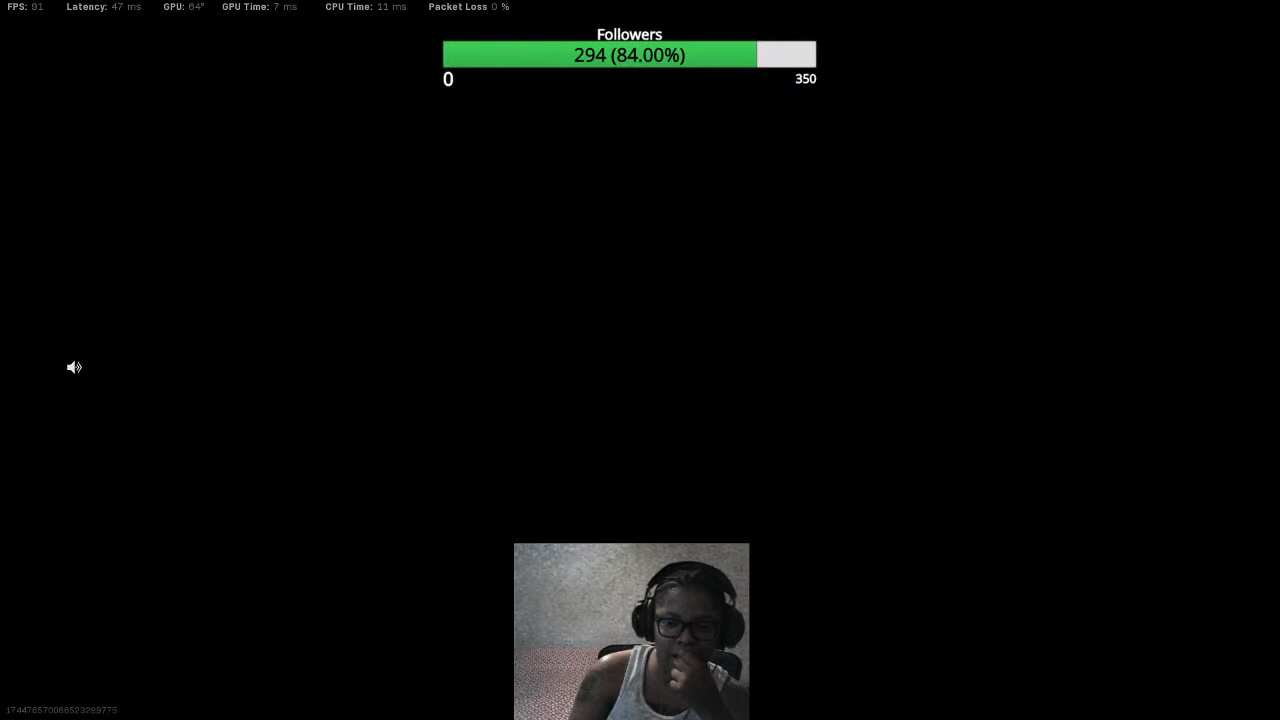 FPS: 91 Latency: 47 ms GPU: 64° GPU Time: 7 ms CPU Time: 11 ms Packet Loss 0 %
Followers
294 (84.00%)
0 350
174476570066523289775